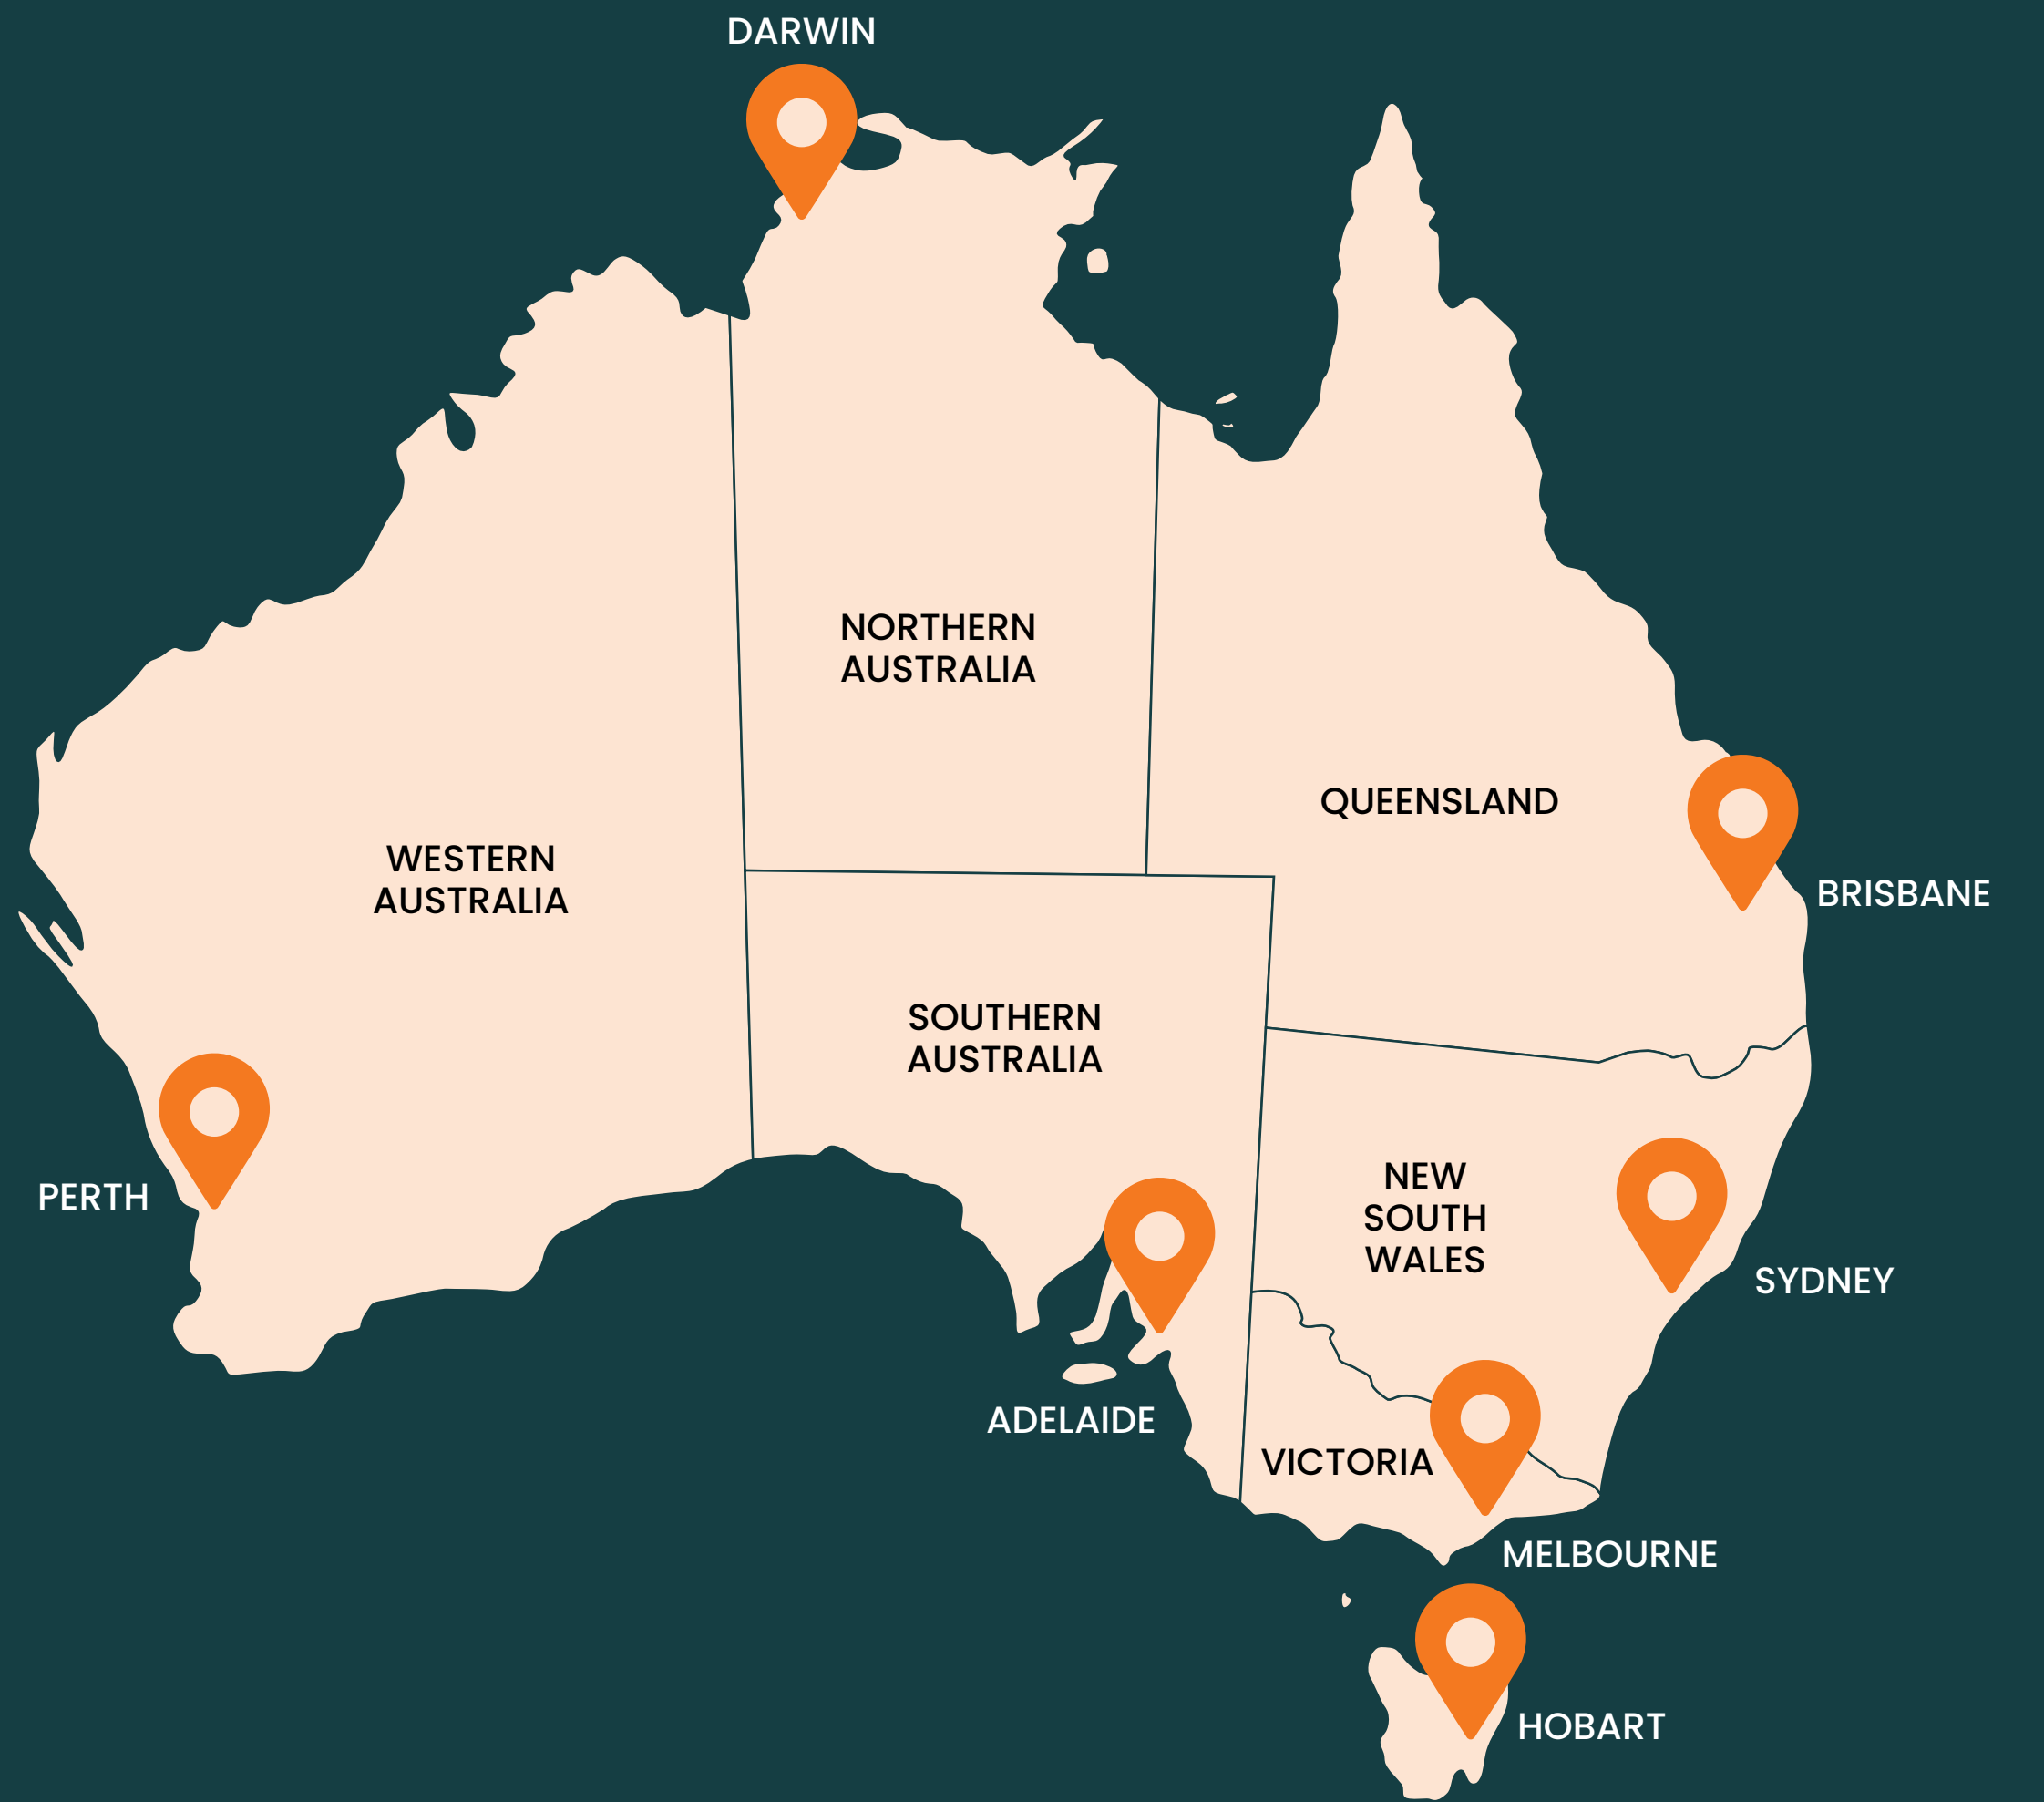 DARWIN
NORTHERN
AUSTRALIA
QUEENSLAND
WESTERN
AUSTRALIA
BRISBANE
SOUTHERN
AUSTRALIA
NEW
SOUTH
WALES
PERTH
SYDNEY
ADELAIDE
VICTORIA
MELBOURNE
HOBART